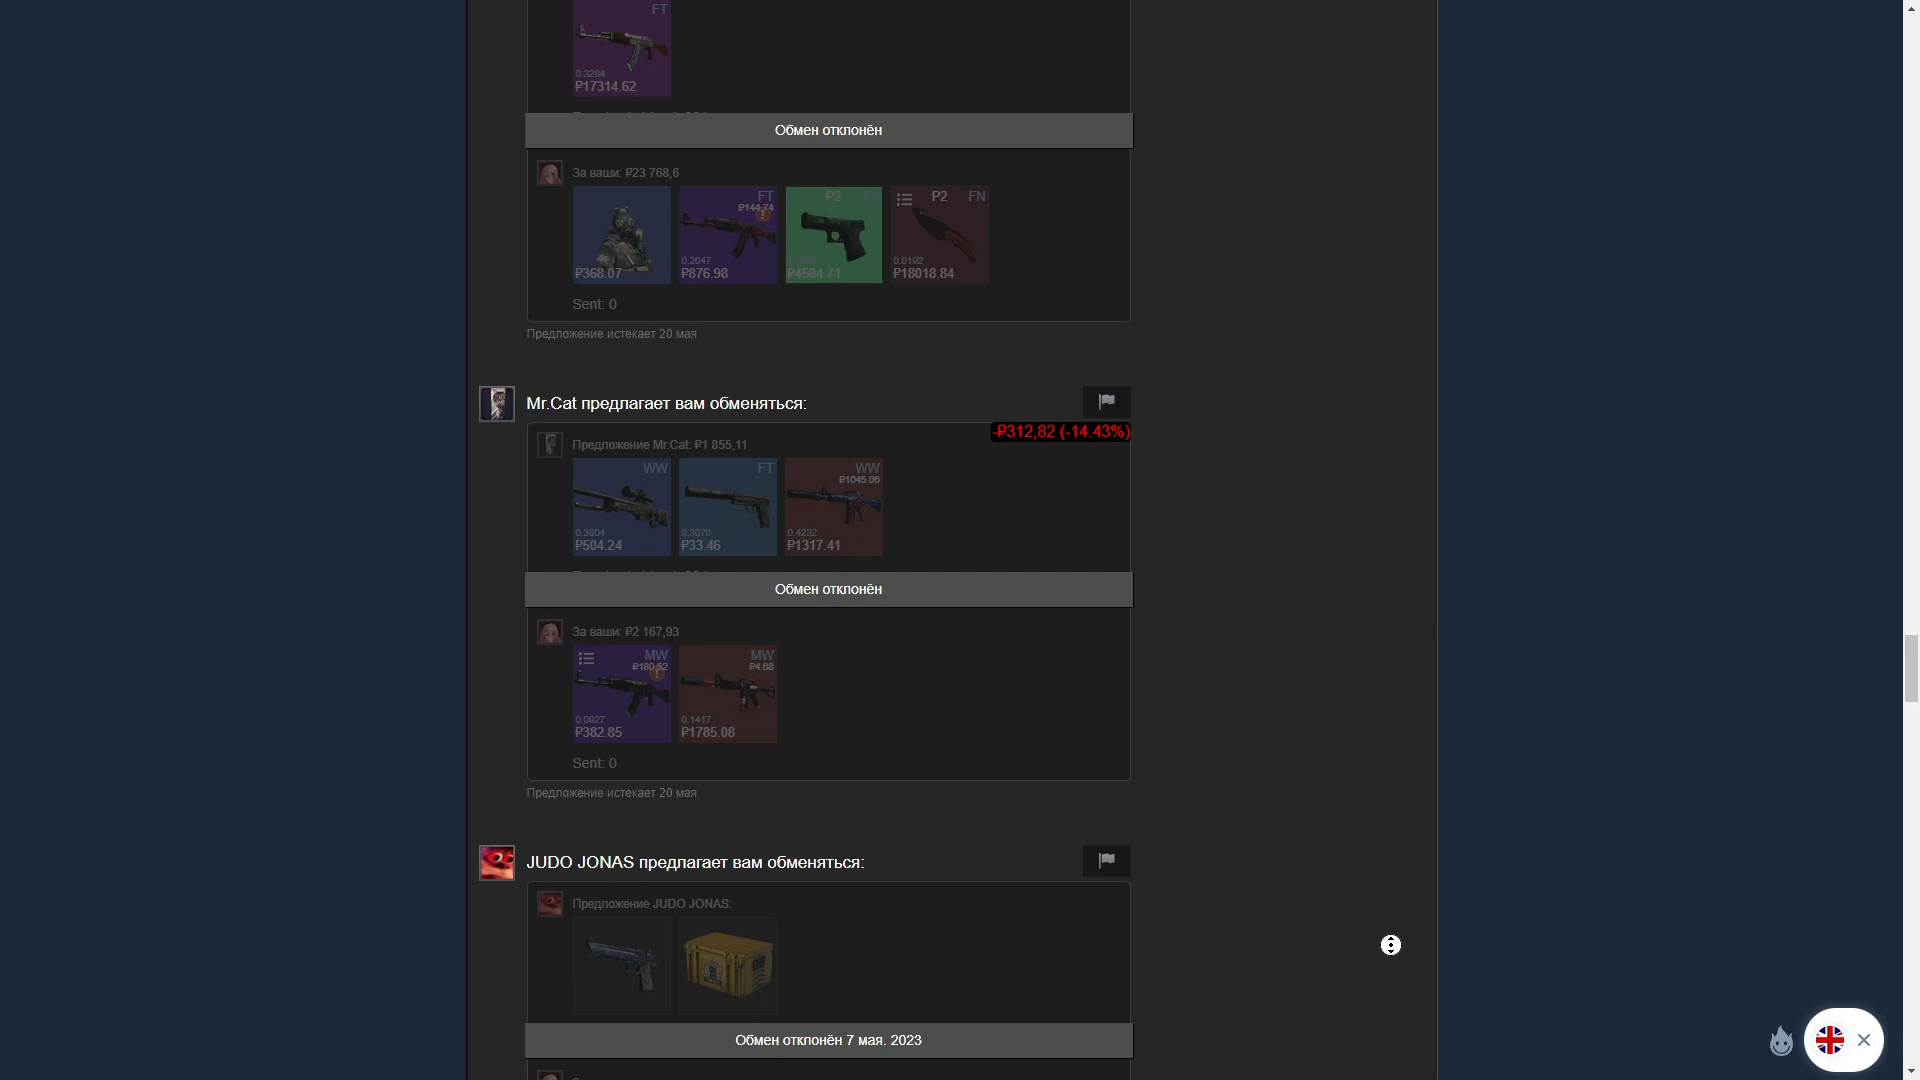 FT
0.3284
₽17314.62
Обмен отклонён
За ваши: ₽23 768,6
FT
₽144.74
P2
P2
FN
0.2047
0.0192
₽368.07
₽876.98
₽4504.71
₽18018.84
Sent: 0
Предложение истекает 20 мая
Mr.Cat предлагает вам обменяться:
-₽312,82 (-14.43%)
Предложение Mr.Cat: ₽1 855,11
WW
FT
WW
₽1045.06
0.3804
0.3070
0.4232
₽504.24
₽33.46
₽1317.41
Обмен отклонён
За ваши: ₽2 167,93
MW
MW
₽180.52
₽4.68
0.0927
0.1417
₽382.85
₽1785.08
Sent: 0
Предложение истекает 20 мая
JUDO JONAS предлагает вам обменяться:
Предложение JUDO JONAS:
Обмен отклонён 7 мая. 2023